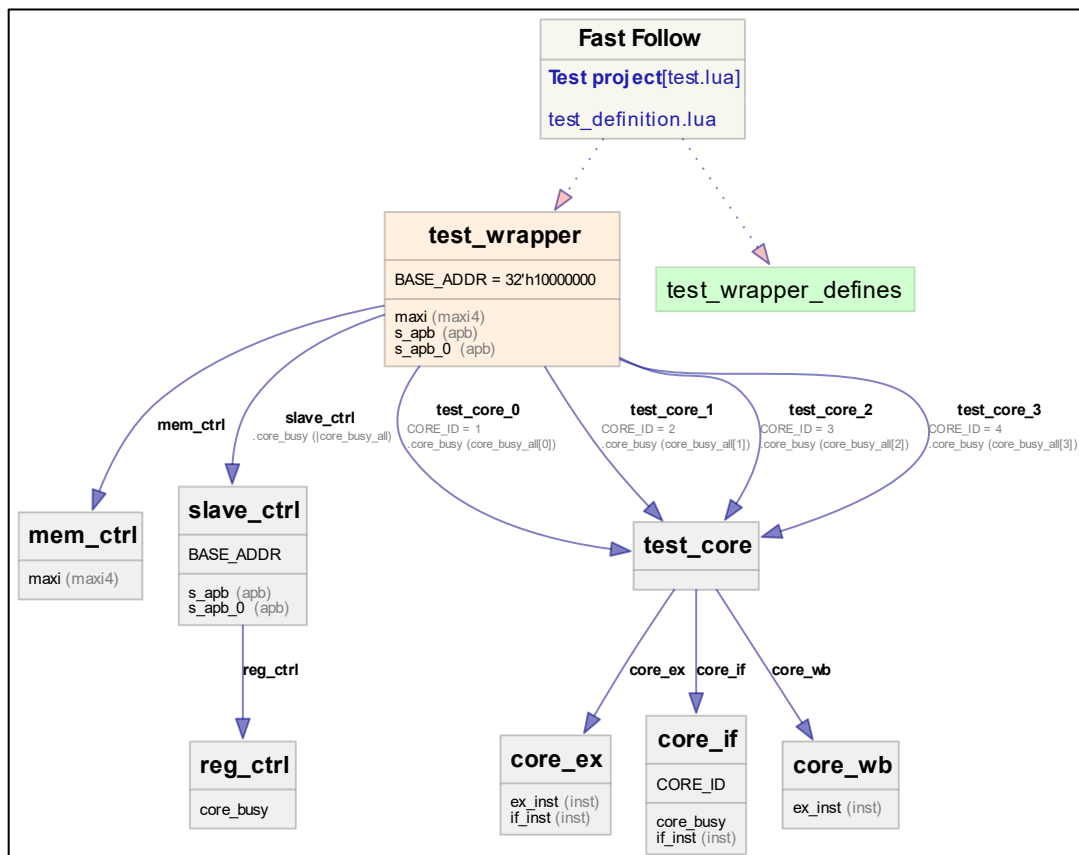 Fast Follow
Test project[test.lua]
test_definition.lua
test_wrapper
BASE_ADDR = 32'h10000000
maxi (maxi4)
s_apb (apb)
s_apb_0 (apb)
test_wrapper_defines
mem_ctrl
slave_ctrl
.core_busy (|core_busy_all)
test_core_0
CORE_ID = 1
.core_busy (core_busy_all[0])
test_core_1
CORE_ID = 2
.core_busy (core_busy_all[1])
test_core_2
CORE_ID = 3
.core_busy (core_busy_all[2])
test_core_3
CORE_ID = 4
.core_busy (core_busy_all[3])
mem_ctrl
maxi (maxi4)
slave_ctrl
BASE_ADDR
s_apb (apb)
s_apb_0 (apb)
test_core
reg_ctrl
core_ex
core_if
core_wb
reg_ctrl
core_busy
core_ex
ex_inst (inst)
if_inst (inst)
core_if
CORE_ID
core_busy
if_inst (inst)
core_wb
ex_inst (inst)